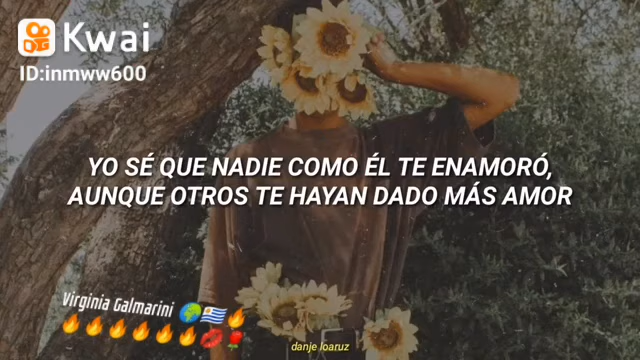 Kwai
ID:inmww600
YO SÉ QUE NADIE COMO ÉL TE ENAMORÓ,
AUNQUE OTROS TE HAYAN DADO MÁS AMOR
Virginia Galmarini 🌍🇺🇾🔥
🔥🔥🔥🔥🔥🔥💋🌹
danje loaruz